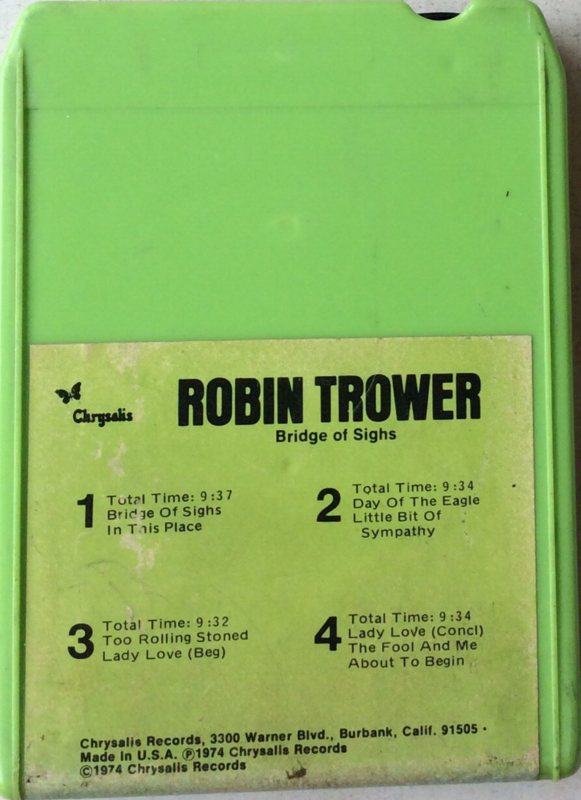 Chrysalis
ROBIN TROWER
Bridge of Sighs
1
Total Time: 9:37
Bridge Of Sighs
In This Place
2
Total Time: 9:34
Day Of The Eagle
Little Bit Of
Sympathy
3
Total Time: 9:32
Too Rolling Stoned
Lady Love (Beg)
4
Total Time: 9:34
Lady Love (Concl)
The Fool And Me
About To Begin
Chrysalis Records, 3300 Warner Blvd., Burbank, Calif. 91505 ·
Made In U.S.A. Ⓟ1974 Chrysalis Records
©1974 Chrysalis Records